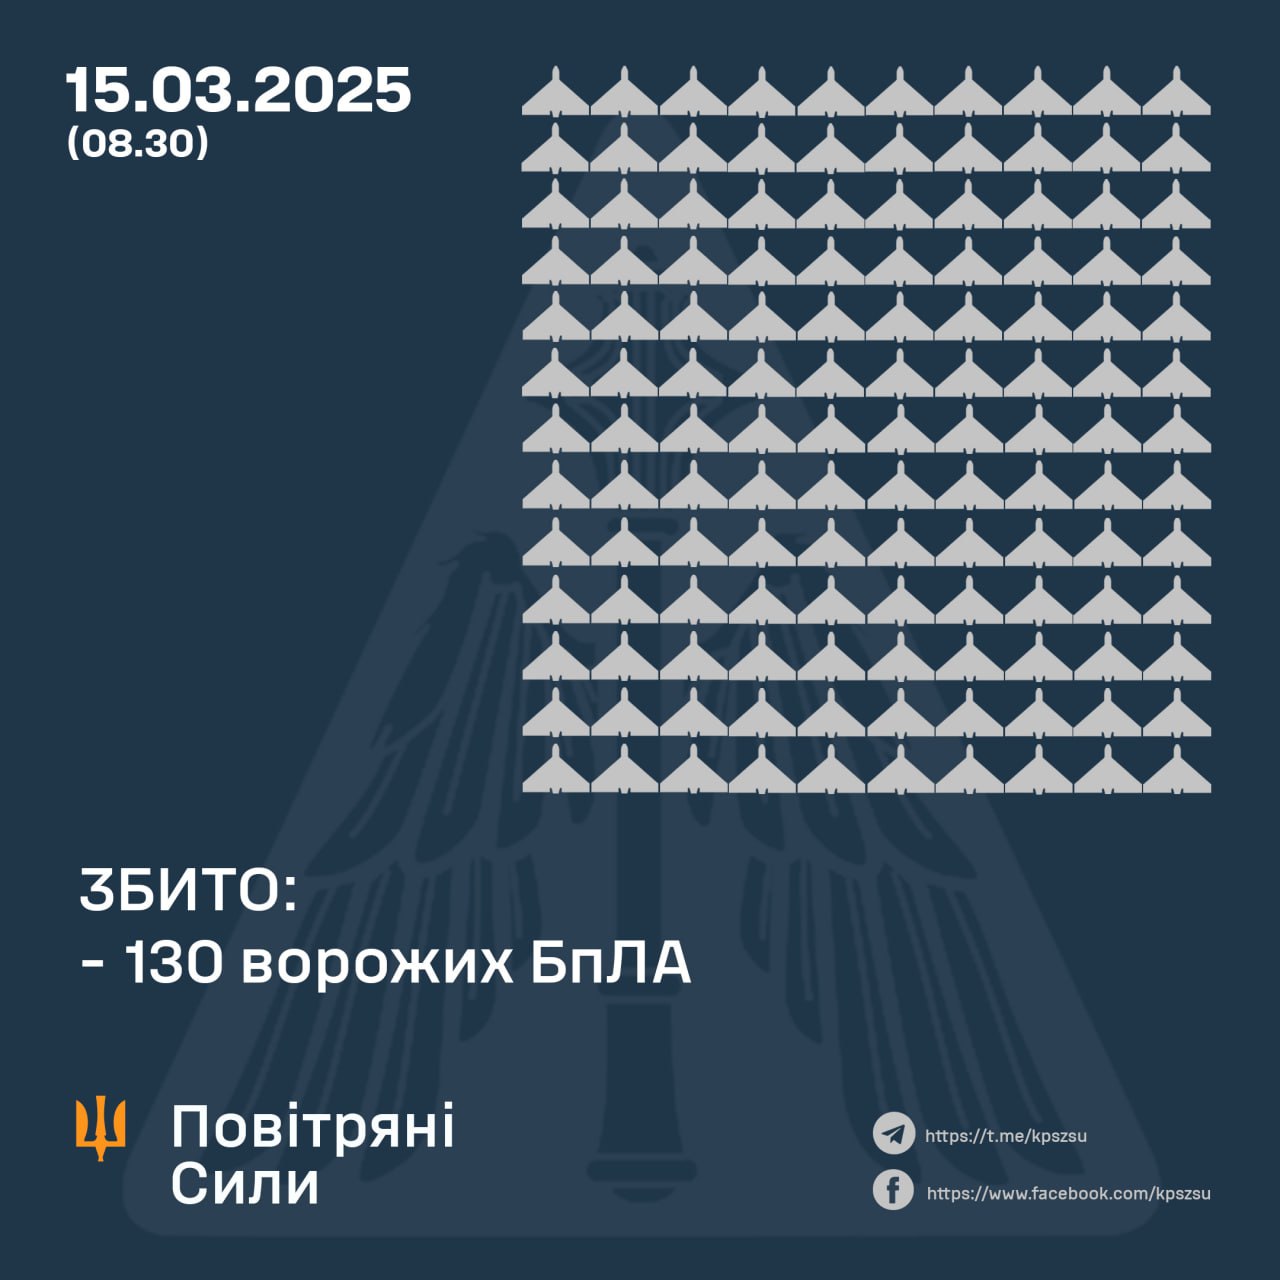 15.03.2025
(08.30)
ЗБИТО:
- 130 ворожих БпЛА
Повітряні
Сили
https://t.me/kpszsu
https://www.facebook.com/kpszsu